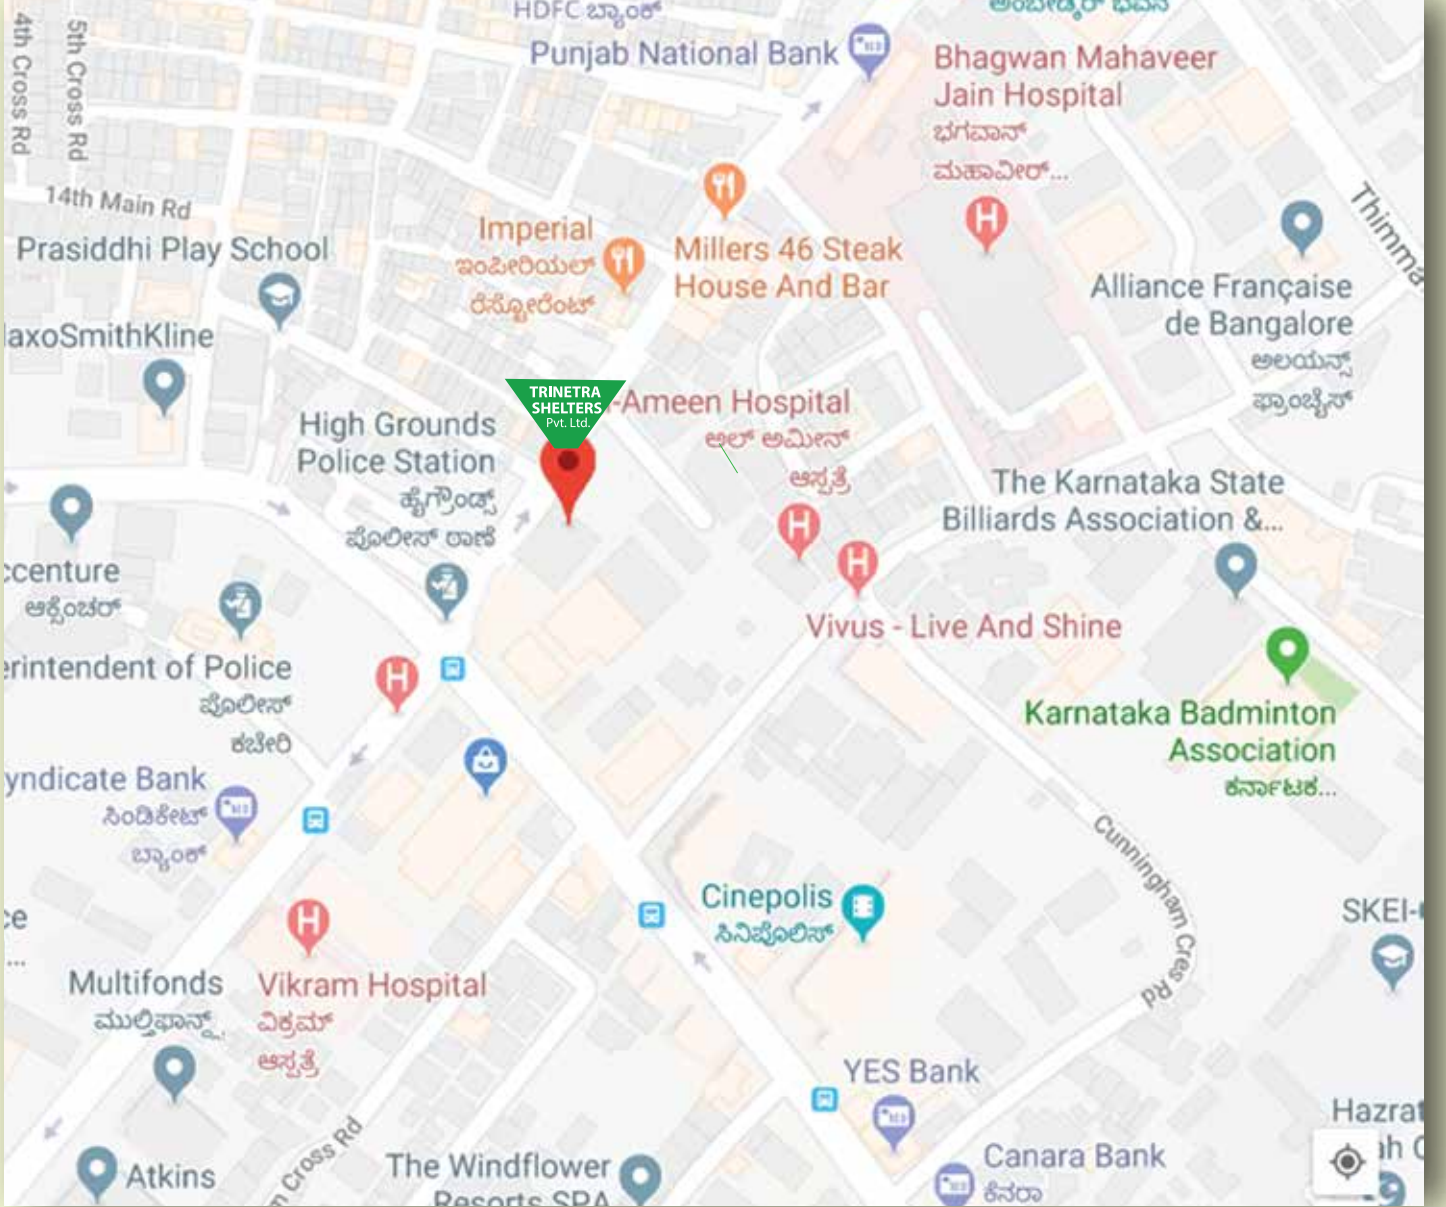 HDFC ಬ್ಯಾಂಕ್
Punjab National Bank
Bhagwan Mahaveer
Jain Hospital
ಭಗವಾನ್
ಮಹಾವೀರ್...
4th Cross Rd
5th Cross Rd
14th Main Rd
Thimma
Prasiddhi Play School
Imperial
ಇಂಪೀರಿಯಲ್
ರೆಸ್ಟೋರೆಂಟ್
Millers 46 Steak
House And Bar
Alliance Française
de Bangalore
ಅಲಯನ್ಸ್
ಫ್ರಾಂಚೈಸ್
laxoSmithKline
TRINETRA
SHELTERS
Pvt. Ltd.
-Ameen Hospital
ಅಲ್ ಅಮೀನ್
ಆಸ್ಪತ್ರೆ
High Grounds
Police Station
ಹೈಗ್ರೌಂಡ್ಸ್
ಪೊಲೀಸ್ ಠಾಣೆ
The Karnataka State
Billiards Association &...
ccenture
ಆಕ್ಸೆಂಚರ್
Vivus - Live And Shine
erintendent of Police
ಪೊಲೀಸ್
ಕಚೇರಿ
Karnataka Badminton
Association
ಕರ್ನಾಟಕ...
yndicate Bank
ಸಿಂಡಿಕೇಟ್
ಬ್ಯಾಂಕ್
Cunningham Cres Rd
Cinepolis
ಸಿನಿಪೊಲಿಸ್
SKEI-
ce
...
Multifonds
ಮುಲ್ತಿಫಾನ್ಡ್
Vikram Hospital
ವಿಕ್ರಮ್
ಆಸ್ಪತ್ರೆ
YES Bank
Hazrat
ah
Canara Bank
ಕೆನರಾ
Cross Rd
Atkins
The Windflower
Resorts SPA